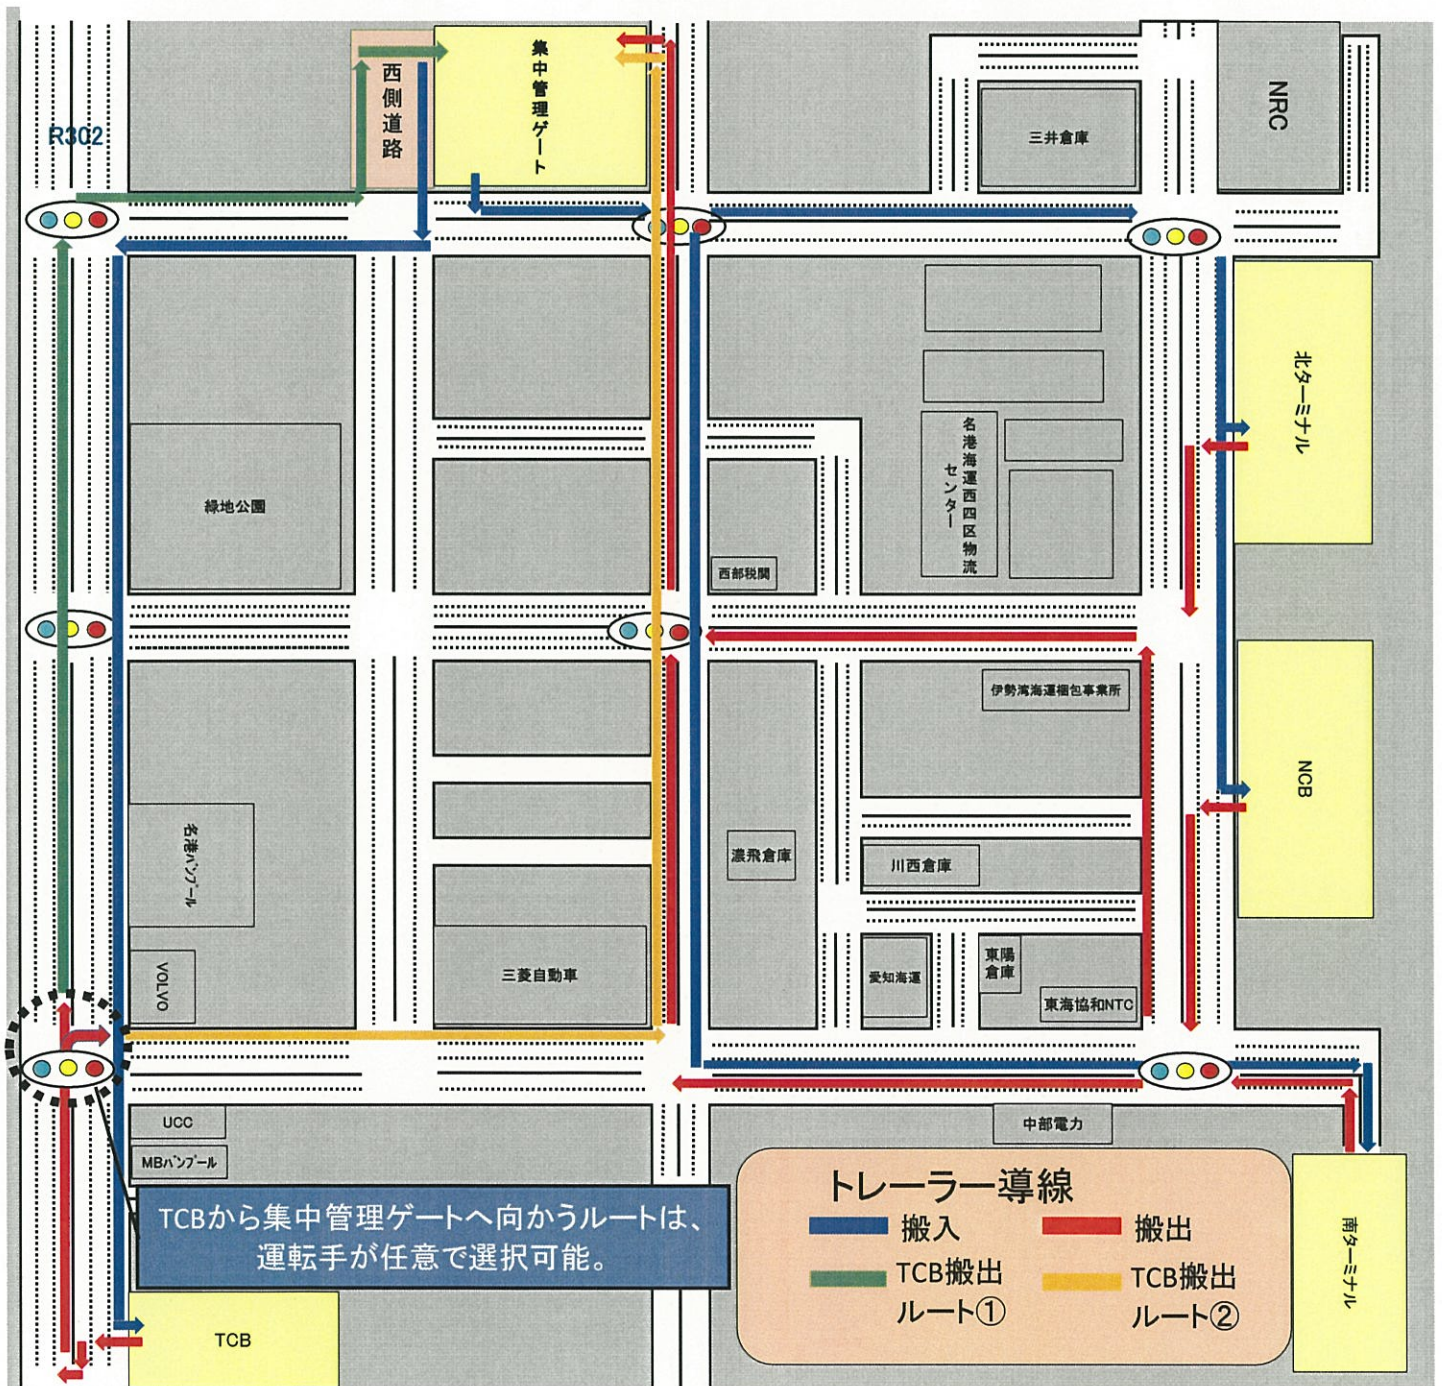 R302
西側道路
集中管理ゲート
三井倉庫
NRC
北ターミナル
名港海運西四区物流
センター
緑地公園
西部税関
伊勢湾海運梱包事業所
NCB
名港バンプール
濃飛倉庫
川西倉庫
VOLVO
三菱自動車
愛知海運
東陽
倉庫
東海協和NTC
UCC
MBバンプール
中部電力
TCBから集中管理ゲートへ向かうルートは、
運転手が任意で選択可能。
トレーラー導線
搬入
搬出
TCB搬出
ルート①
TCB搬出
ルート②
南ターミナル
TCB